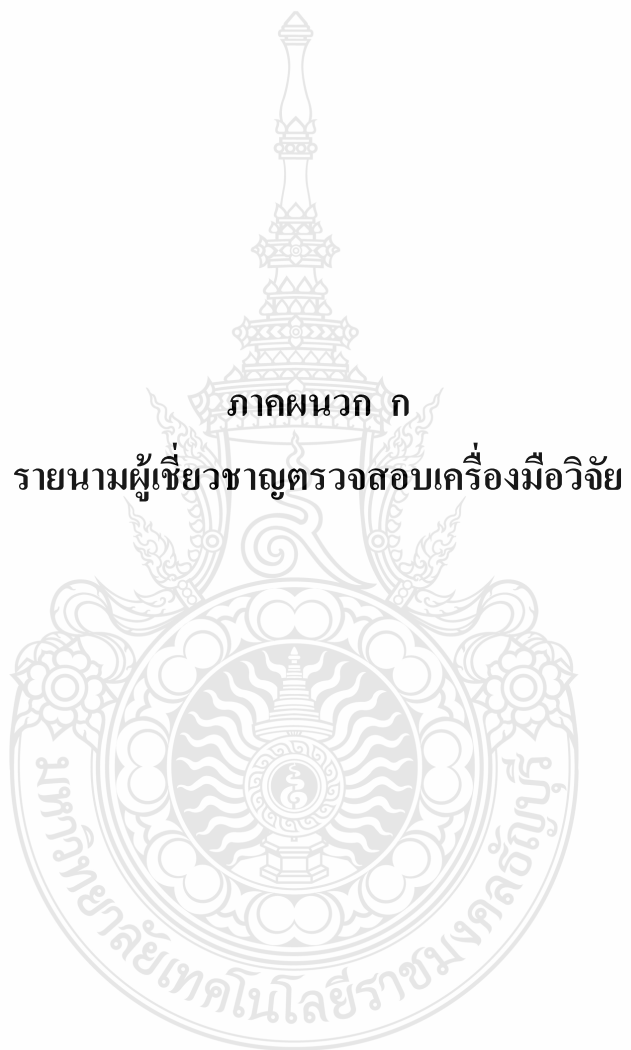 ภาคผนวก ก
รายนามผู้เชี่ยวชาญตรวจสอบเครื่องมือวิจัย
มหาวิทยาลัยเทคโนโลยีราชมงคลธัญบุรี